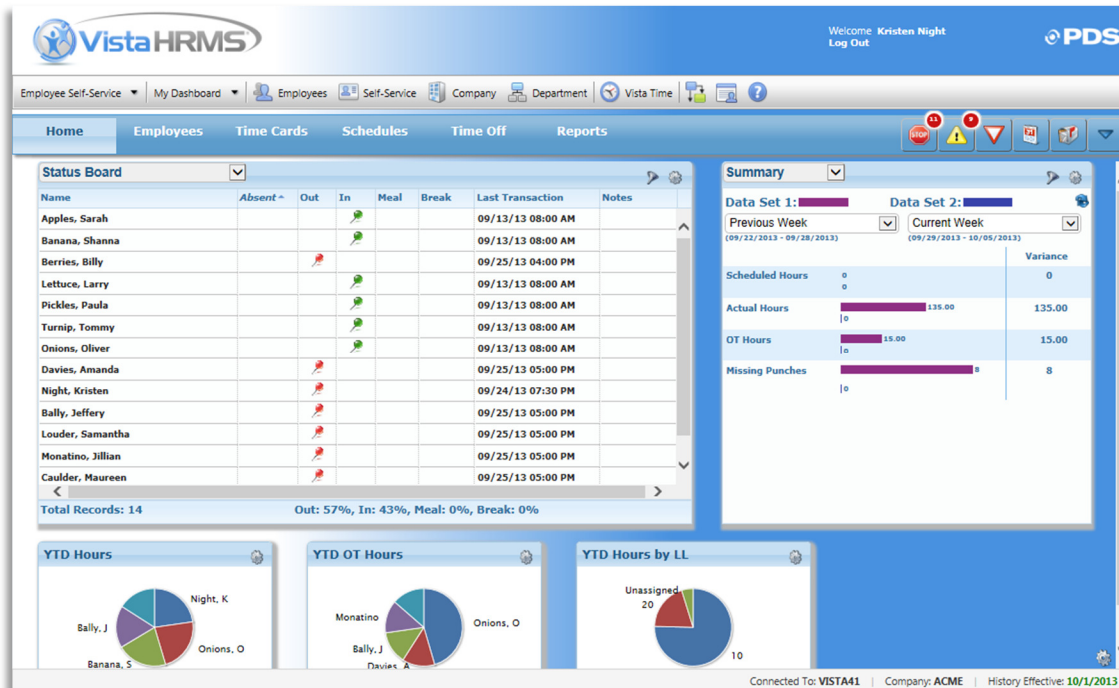 VistaHRMS
Welcome Kristen Night
Log Out
PDS
Employee Self-Service My Dashboard Employees Self-Service Company Department Vista Time
Home Employees Time Cards Schedules Time Off Reports
STOP 11 9
Status Board
Name Absent Out In Meal Break Last Transaction Notes
Apples, Sarah 09/13/13 08:00 AM
Banana, Shanna 09/13/13 08:00 AM
Berries, Billy 09/25/13 04:00 PM
Lettuce, Larry 09/13/13 08:00 AM
Pickles, Paula 09/13/13 08:00 AM
Turnip, Tommy 09/13/13 08:00 AM
Onions, Oliver 09/13/13 08:00 AM
Davies, Amanda 09/25/13 05:00 PM
Night, Kristen 09/24/13 07:30 PM
Bally, Jeffery 09/25/13 05:00 PM
Louder, Samantha 09/25/13 05:00 PM
Monatino, Jillian 09/25/13 05:00 PM
Caulder, Maureen 09/25/13 05:00 PM
Total Records: 14 Out: 57%, In: 43%, Meal: 0%, Break: 0%
Summary
Data Set 1: Data Set 2:
Previous Week Current Week
(09/22/2013 - 09/28/2013) (09/29/2013 - 10/05/2013)
Variance
Scheduled Hours 0 0
0
Actual Hours 135.00 135.00
0
OT Hours 15.00 15.00
0
Missing Punches 8 8
0
YTD Hours
Night, K
Bally, J
Onions, O
Banana, S
YTD OT Hours
Monatino
Onions, O
Bally, J
Davies, A
YTD Hours by LL
Unassigned
20
10
Connected To: VISTA41 | Company: ACME | History Effective: 10/1/2013